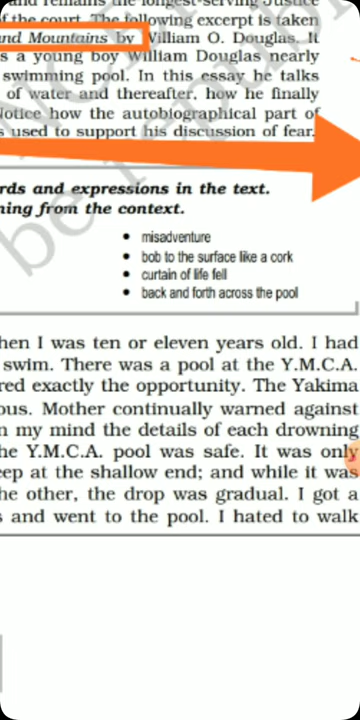 and remains the longest-serving Justice
of the court. The following excerpt is taken
and Mountains by William O. Douglas. It
s a young boy William Douglas nearly
swimming pool. In this essay he talks
of water and thereafter, how he finally
Notice how the autobiographical part of
s used to support his discussion of fear.
rds and expressions in the text.
ning from the context.
• misadventure
• bob to the surface like a cork
• curtain of life fell
• back and forth across the pool
hen I was ten or eleven years old. I had
swim. There was a pool at the Y.M.C.A.
red exactly the opportunity. The Yakima
ous. Mother continually warned against
n my mind the details of each drowning
he Y.M.C.A. pool was safe. It was only
eep at the shallow end; and while it was
he other, the drop was gradual. I got a
s and went to the pool. I hated to walk
be republi